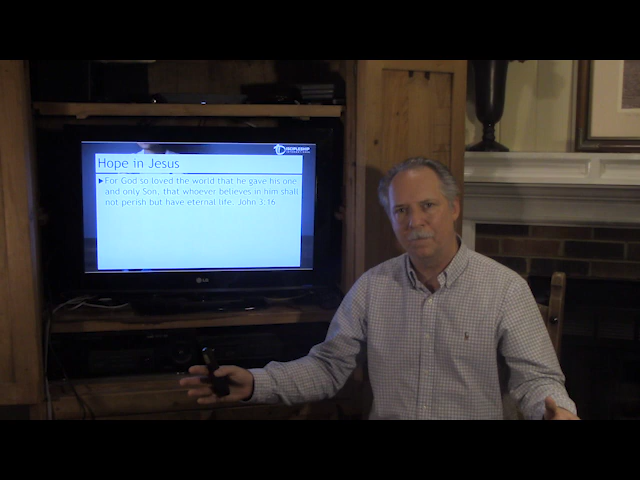 DISCIPLESHIP
Hope in Jesus
For God so loved the world that he gave his one
and only Son, that whoever believes in him shall
not perish but have eternal life. John 3:16
LG